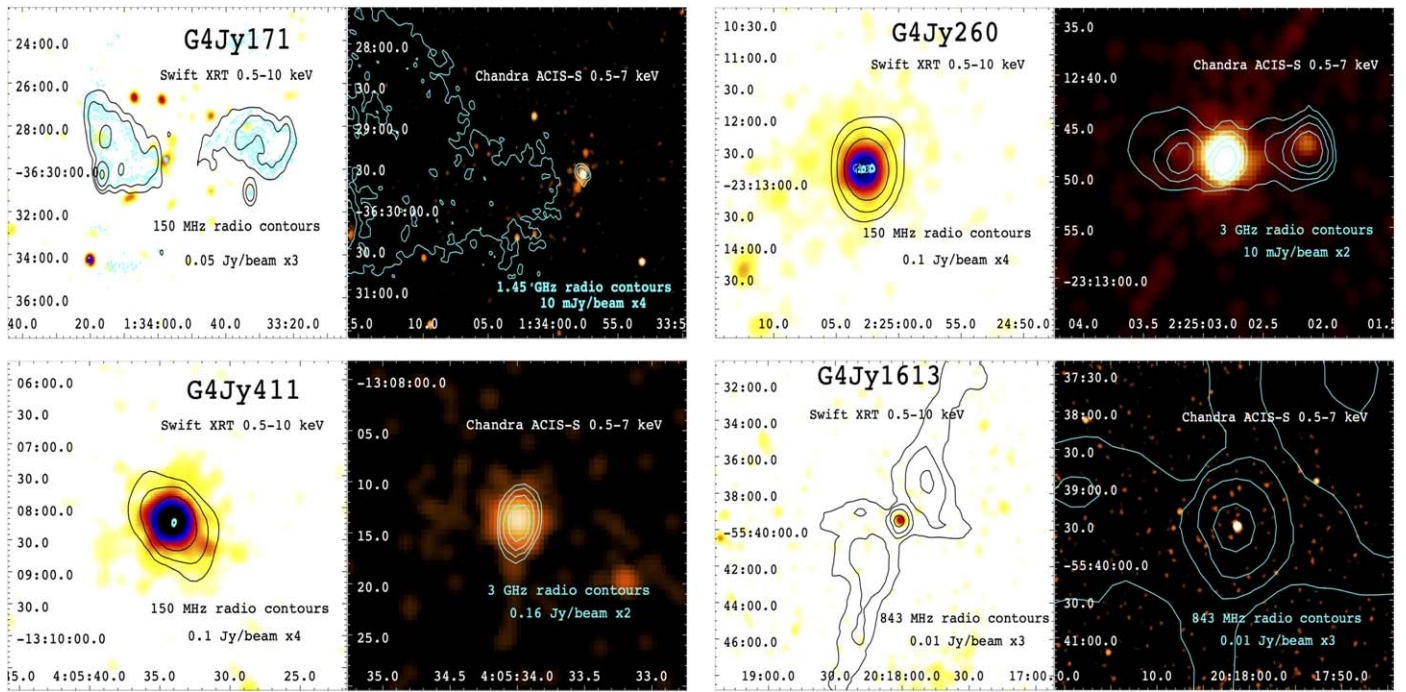 G4Jy171
Swift XRT 0.5-10 keV
24:00.0
26:00.0
28:00.0
-36:30:00.0
32:00.0
34:00.0
36:00.0
150 MHz radio contours
0.05 Jy/beam x3
40.0 20.0 1:34:00.0 40.0 33:20.0
28:00.0
Chandra ACIS-S 0.5-7 keV
30.0
29:00.0
30.0
-36:30:00.0
30.0
31:00.0
1.45 GHz radio contours
10 mJy/beam x4
5.0 10.0 05.0 1:34:00.0 55.0 33:5
G4Jy260
Swift XRT 0.5-10 keV
10:30.0
11:00.0
30.0
12:00.0
30.0
-23:13:00.0
30.0
14:00.0
30.0
150 MHz radio contours
0.1 Jy/beam x4
10.0 05.0 2:25:00.0 55.0 24:50.0
35.0
Chandra ACIS-S 0.5-7 keV
12:40.0
45.0
50.0
55.0
-23:13:00.0
3 GHz radio contours
10 mJy/beam x2
04.0 03.5 2:25:03.0 02.5 02.0 01.5
G4Jy411
Swift XRT 0.5-10 keV
06:00.0
30.0
07:00.0
30.0
08:00.0
30.0
09:00.0
30.0
-13:10:00.0
150 MHz radio contours
0.1 Jy/beam x4
45.0 4:05:40.0 35.0 30.0 25.0
-13:08:00.0
Chandra ACIS-S 0.5-7 keV
05.0
10.0
15.0
20.0
25.0
3 GHz radio contours
0.16 Jy/beam x2
35.0 34.5 4:05:34.0 33.5 33.0
G4Jy1613
Swift XRT 0.5-10 keV
32:00.0
34:00.0
36:00.0
38:00.0
-55:40:00.0
42:00.0
44:00.0
46:00.0
843 MHz radio contours
0.01 Jy/beam x3
19:00.0 30.0 20:18:00.0 30.0 17:00.0
37:30.0
38:00.0
Chandra ACIS-S 0.5-7 keV
30.0
39:00.0
30.0
-55:40:00.0
30.0
41:00.0
843 MHz radio contours
0.01 Jy/beam x3
20.0 10.0 20:18:00.0 17:50.0